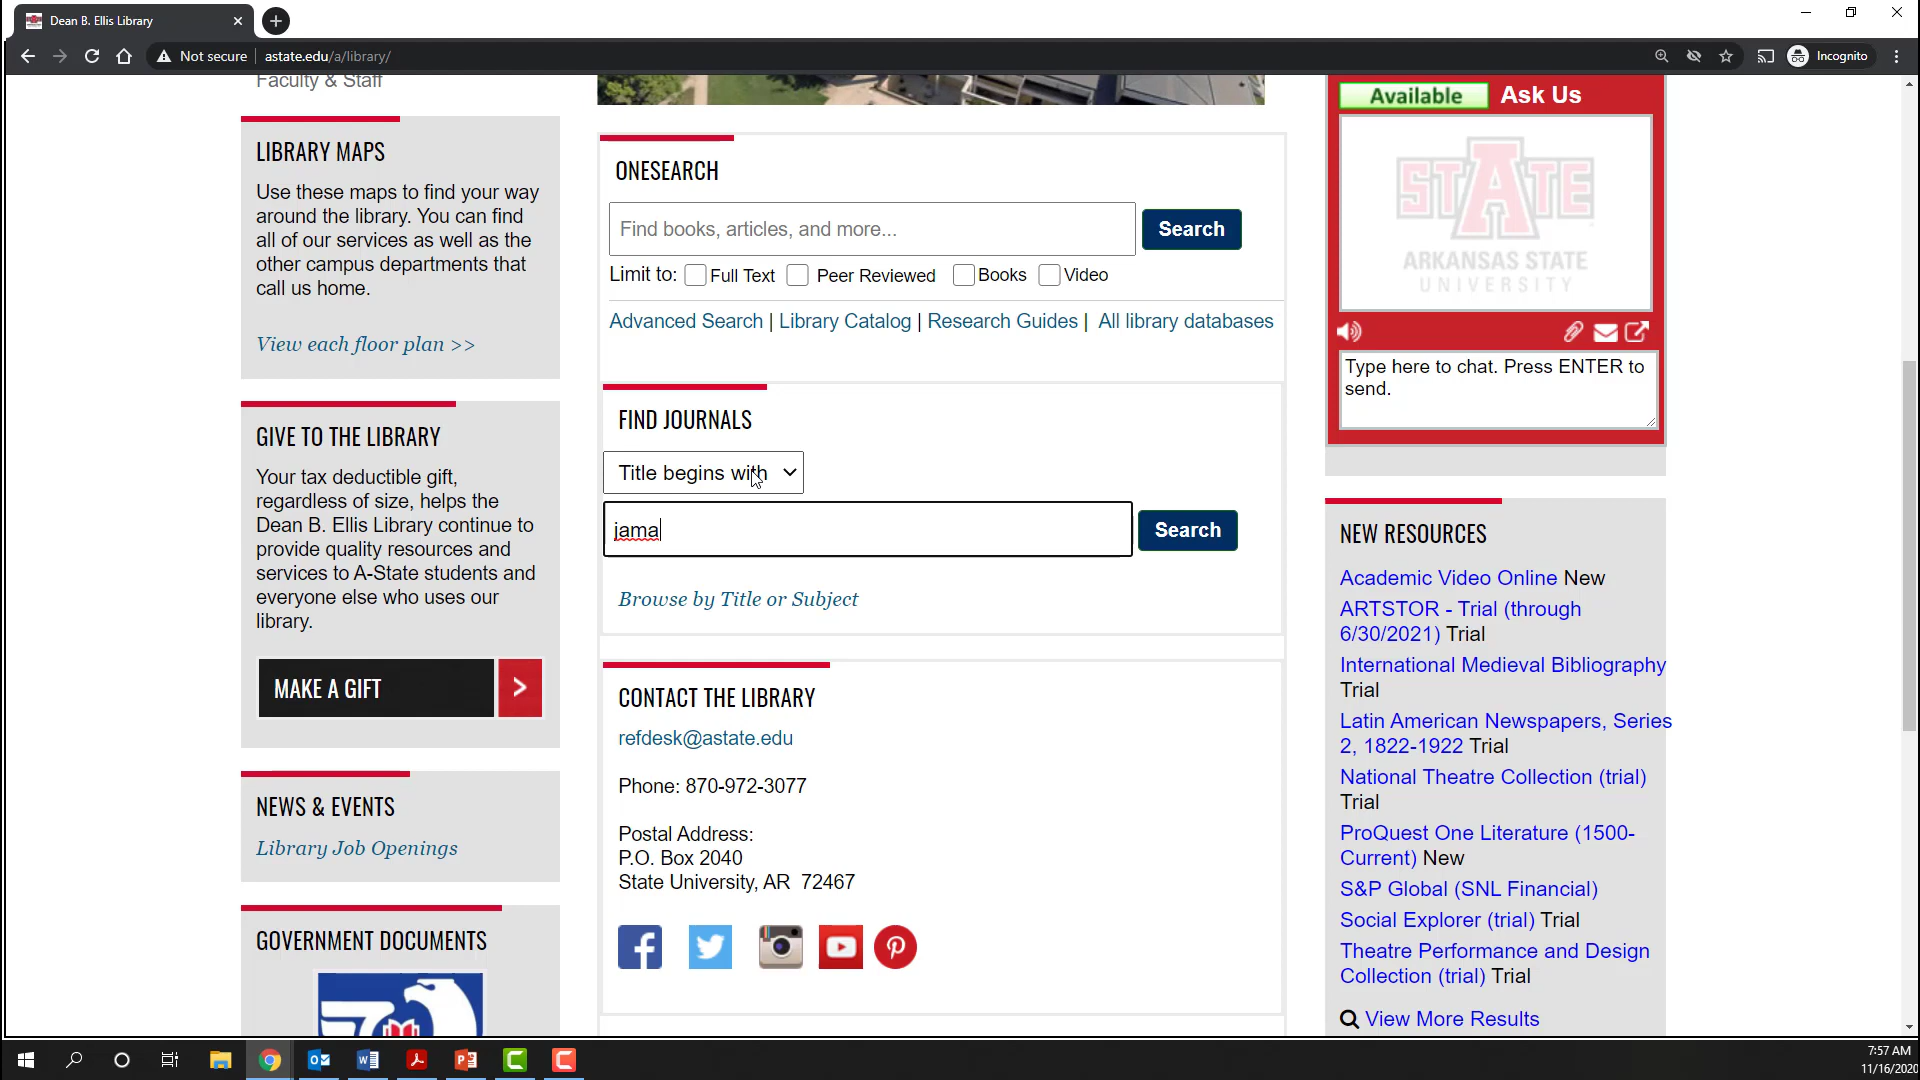 Dean B. Ellis Library
Not secure
astate.edu/a/library/
Incognito
Faculty & Staff
LIBRARY MAPS
Use these maps to find your way
around the library. You can find
all of our services as well as the
other campus departments that
call us home.
View each floor plan >>
GIVE TO THE LIBRARY
Your tax deductible gift,
regardless of size, helps the
Dean B. Ellis Library continue to
provide quality resources and
services to A-State students and
everyone else who uses our
library.
MAKE A GIFT >
NEWS & EVENTS
Library Job Openings
GOVERNMENT DOCUMENTS
ONESEARCH
Find books, articles, and more...
Search
Limit to: Full Text Peer Reviewed Books Video
Advanced Search | Library Catalog | Research Guides | All library databases
FIND JOURNALS
Title begins with
jama
Search
Browse by Title or Subject
CONTACT THE LIBRARY
refdesk@astate.edu
Phone: 870-972-3077
Postal Address:
P.O. Box 2040
State University, AR 72467
Available Ask Us
STATE
ARKANSAS STATE
UNIVERSITY
Type here to chat. Press ENTER to
send.
NEW RESOURCES
Academic Video Online New
ARTSTOR - Trial (through
6/30/2021) Trial
International Medieval Bibliography
Trial
Latin American Newspapers, Series
2, 1822-1922 Trial
National Theatre Collection (trial)
Trial
ProQuest One Literature (1500-
Current) New
S&P Global (SNL Financial)
Social Explorer (trial) Trial
Theatre Performance and Design
Collection (trial) Trial
View More Results
7:57 AM
11/16/2020